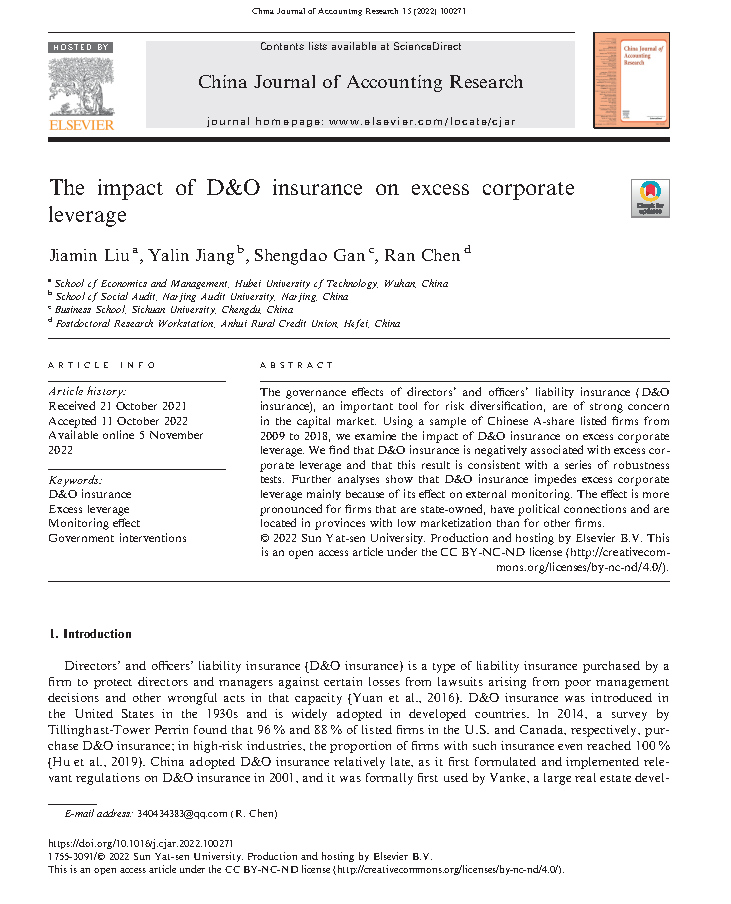 China Journal of Accounting Research 15 (2022) 100271
HOSTED BY
ELSEVIER
Contents lists available at ScienceDirect
China Journal of Accounting Research
journal homepage: www.elsevier.com/locate/cjar
China Journal of
Accounting
Research
The impact of D&O insurance on excess corporate
leverage
Check for
updates
Jiamin Liu a, Yalin Jiang b, Shengdao Gan c, Ran Chen d
a School of Economics and Management, Hubei University of Technology, Wuhan, China
b School of Social Audit, Nanjing Audit University, Nanjing, China
c Business School, Sichuan University, Chengdu, China
d Postdoctoral Research Workstation, Anhui Rural Credit Union, Hefei, China
ARTICLE INFO
Article history:
Received 21 October 2021
Accepted 11 October 2022
Available online 5 November
2022
Keywords:
D&O insurance
Excess leverage
Monitoring effect
Government interventions
ABSTRACT
The governance effects of directors' and officers' liability insurance (D&O
insurance), an important tool for risk diversification, are of strong concern
in the capital market. Using a sample of Chinese A-share listed firms from
2009 to 2018, we examine the impact of D&O insurance on excess corporate
leverage. We find that D&O insurance is negatively associated with excess cor-
porate leverage and that this result is consistent with a series of robustness
tests. Further analyses show that D&O insurance impedes excess corporate
leverage mainly because of its effect on external monitoring. The effect is more
pronounced for firms that are state-owned, have political connections and are
located in provinces with low marketization than for other firms.
© 2022 Sun Yat-sen University. Production and hosting by Elsevier B.V. This
is an open access article under the CC BY-NC-ND license (http://creativecom-
mons.org/licenses/by-nc-nd/4.0/).
1. Introduction
Directors' and officers' liability insurance (D&O insurance) is a type of liability insurance purchased by a
firm to protect directors and managers against certain losses from lawsuits arising from poor management
decisions and other wrongful acts in that capacity (Yuan et al., 2016). D&O insurance was introduced in
the United States in the 1930s and is widely adopted in developed countries. In 2014, a survey by
Tillinghast-Tower Perrin found that 96 % and 88 % of listed firms in the U.S. and Canada, respectively, pur-
chase D&O insurance; in high-risk industries, the proportion of firms with such insurance even reached 100 %
(Hu et al., 2019). China adopted D&O insurance relatively late, as it first formulated and implemented rele-
vant regulations on D&O insurance in 2001, and it was formally first used by Vanke, a large real estate devel-
E-mail address: 340434383@qq.com (R. Chen)
https://doi.org/10.1016/j.cjar.2022.100271
1755-3091/© 2022 Sun Yat-sen University. Production and hosting by Elsevier B.V.
This is an open access article under the CC BY-NC-ND license (http://creativecommons.org/licenses/by-nc-nd/4.0/).